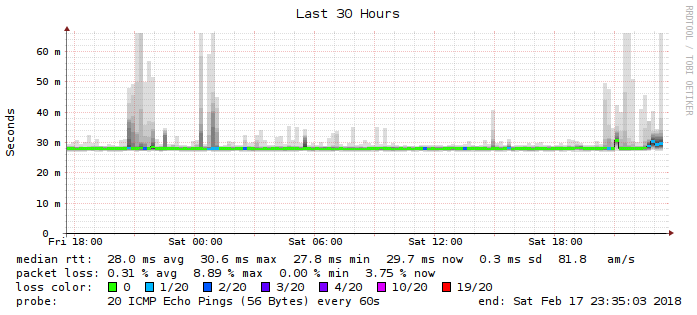 Last 30 Hours
RRDTOOL / TOBI OETIKER
Seconds
60 m
50 m
40 m
30 m
20 m
10 m
0
Fri 18:00 Sat 00:00 Sat 06:00 Sat 12:00 Sat 18:00
median rtt: 28.0 ms avg 30.6 ms max 27.8 ms min 29.7 ms now 0.3 ms sd 81.8 am/s
packet loss: 0.31 % avg 8.89 % max 0.00 % min 3.75 % now
loss color: 0 1/20 2/20 3/20 4/20 10/20 19/20
probe: 20 ICMP Echo Pings (56 Bytes) every 60s end: Sat Feb 17 23:35:03 2018